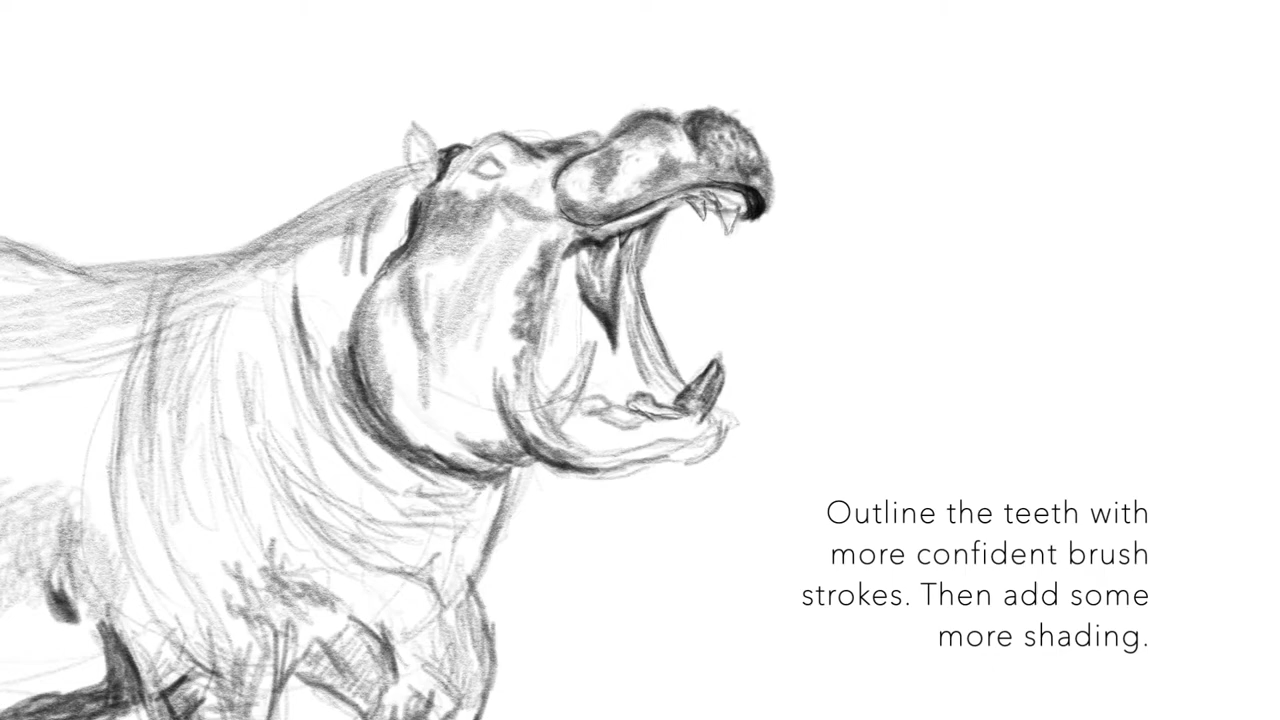 Outline the teeth with
more confident brush
strokes. Then add some
more shading.